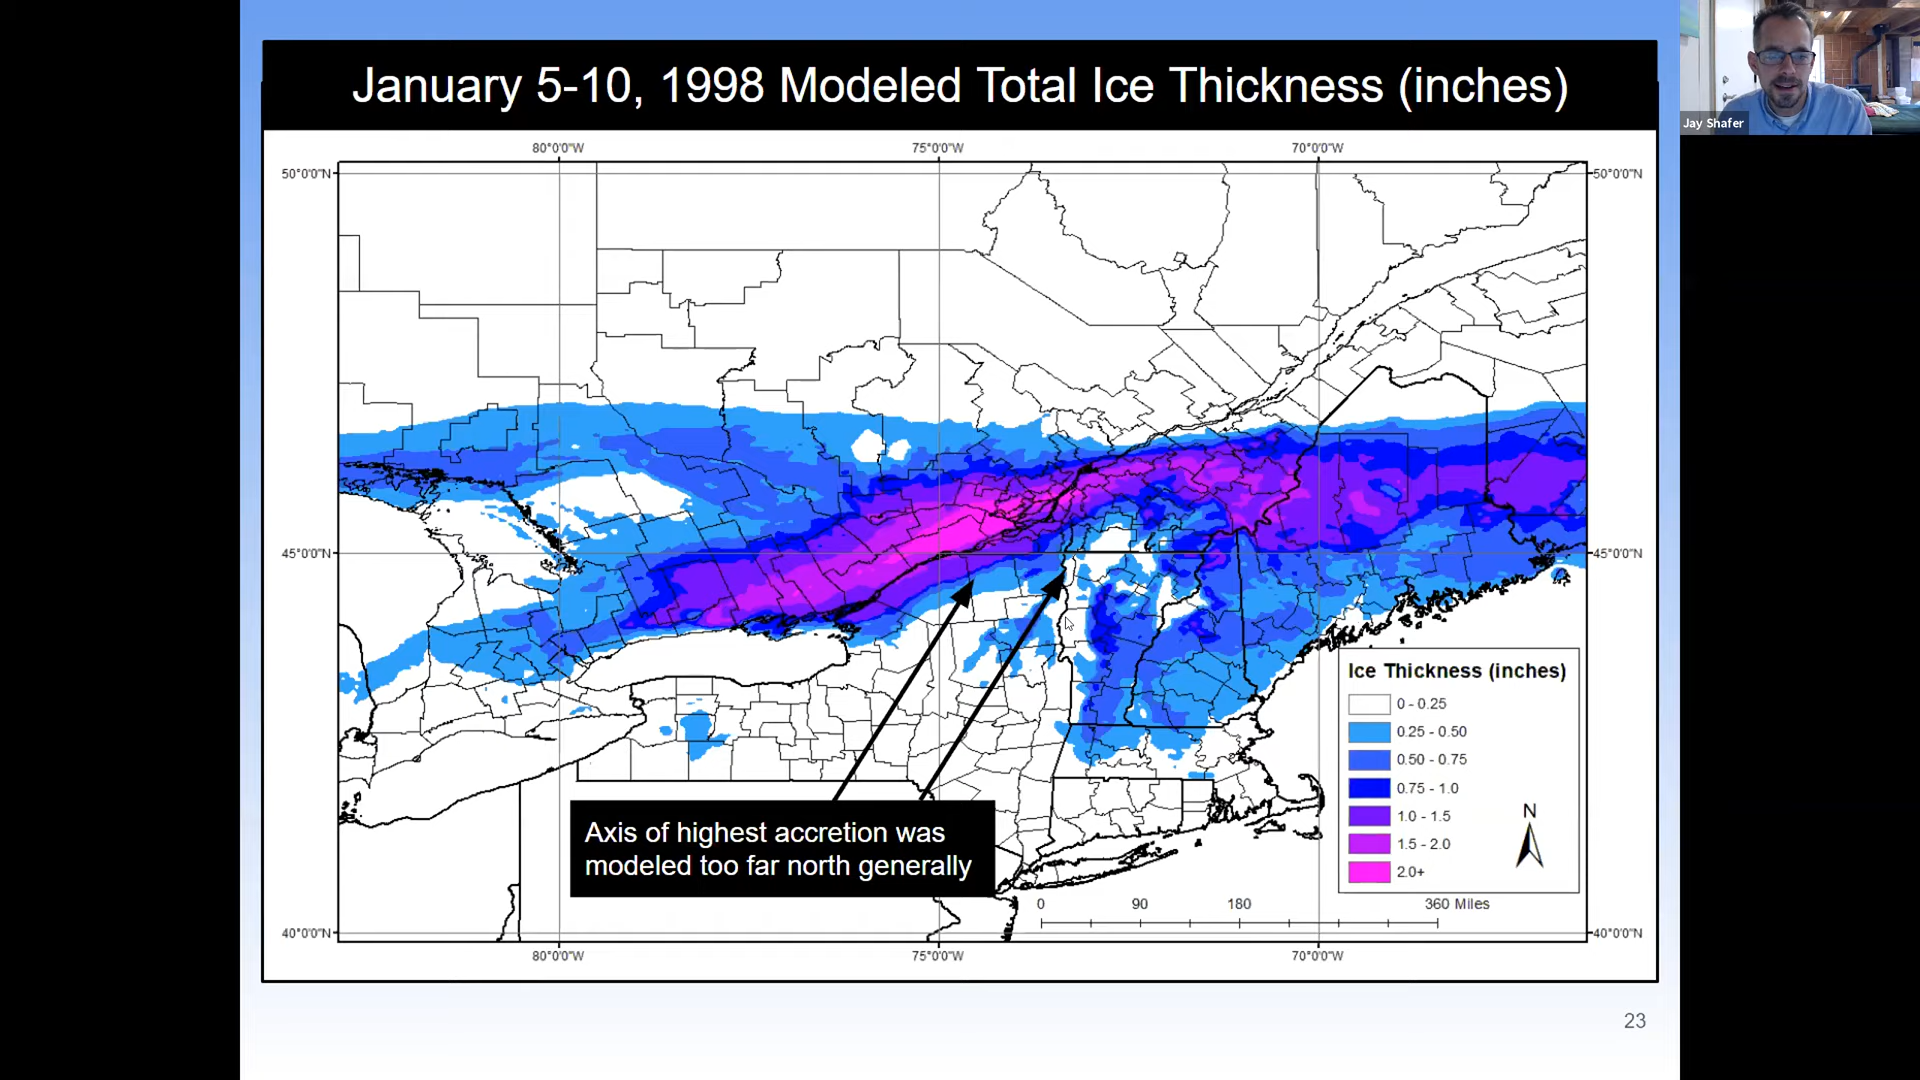 January 5-10, 1998 Modeled Total Ice Thickness (inches)
Jay Shafer
80°0'0"W
75°0'0"W
70°0'0"W
50°0'0"N
50°0'0"N
45°0'0"N
45°0'0"N
Ice Thickness (inches)
0 - 0.25
0.25 - 0.50
0.50 - 0.75
0.75 - 1.0
1.0 - 1.5
1.5 - 2.0
2.0+
N
Axis of highest accretion was
modeled too far north generally
0 90 180 360 Miles
40°0'0"N
40°0'0"N
80°0'0"W
75°0'0"W
70°0'0"W
23